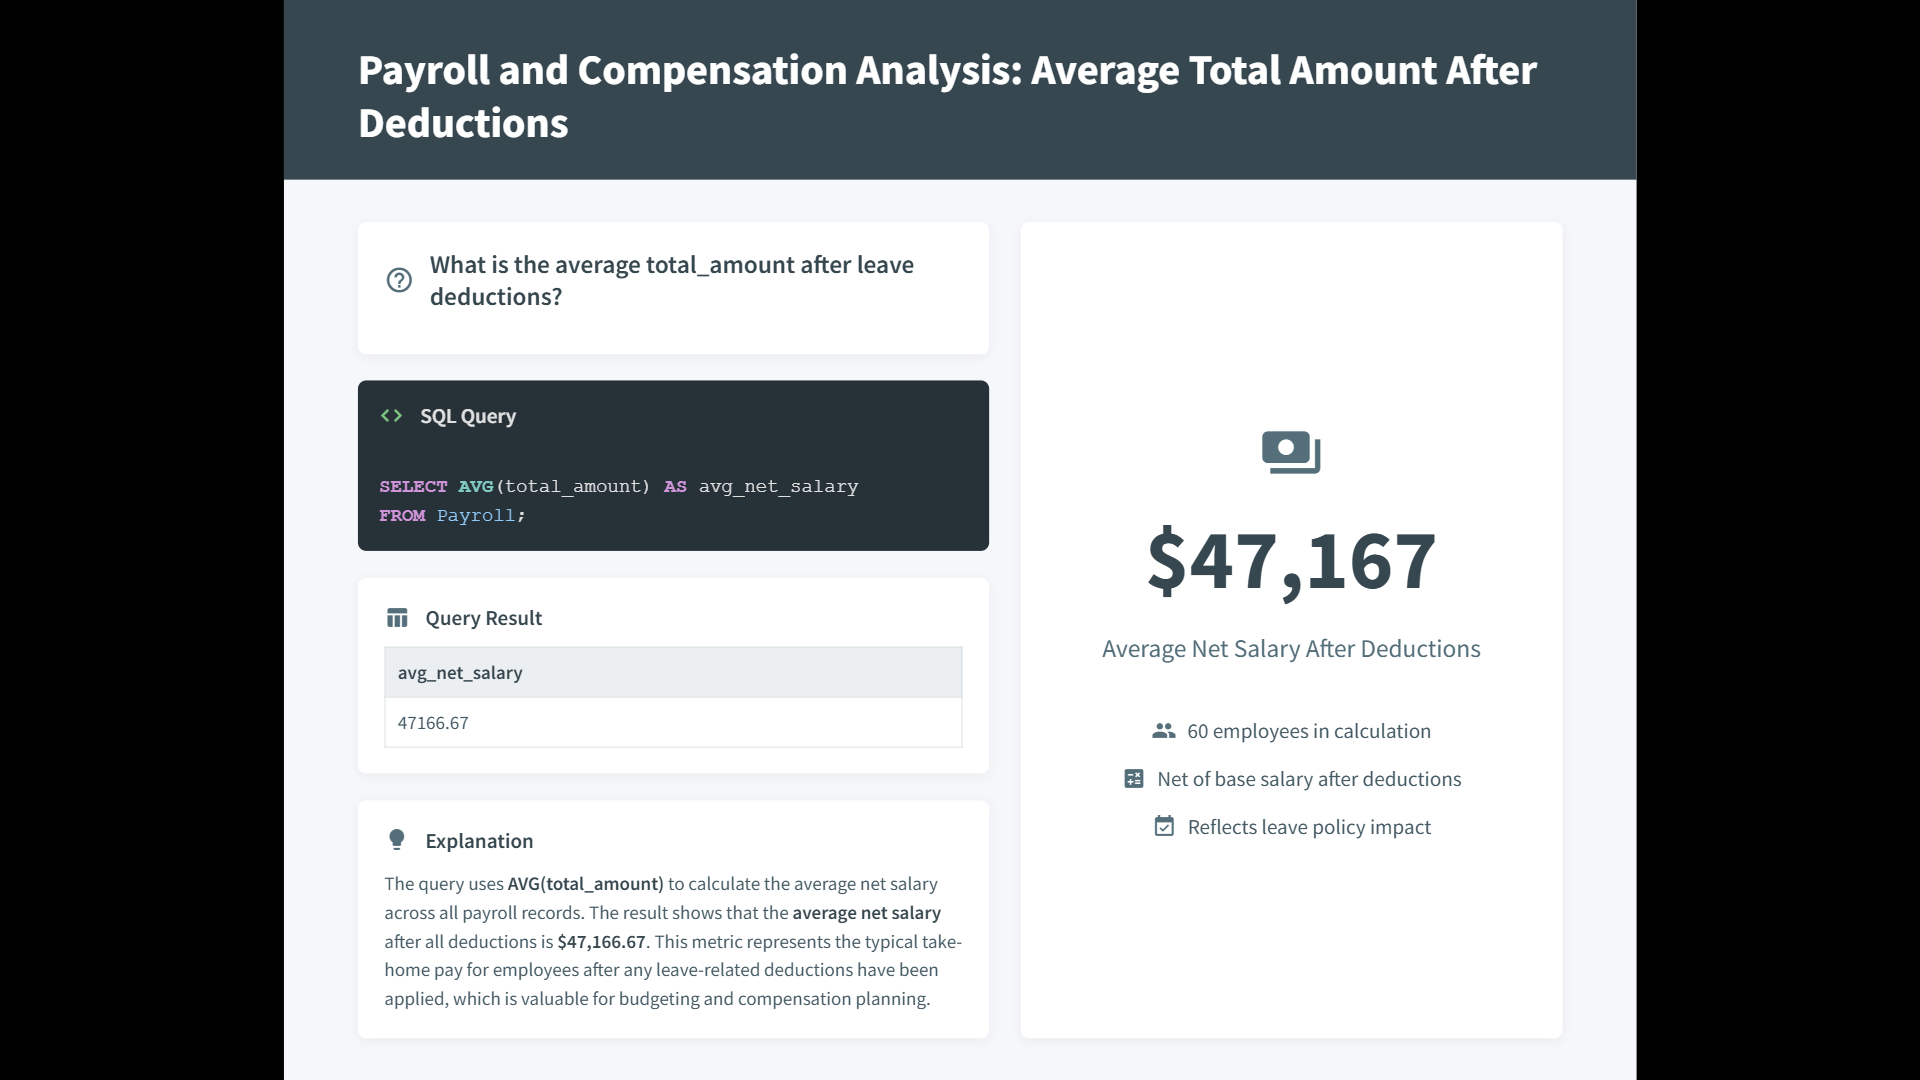 Payroll and Compensation Analysis: Average Total Amount After
Deductions
What is the average total_amount after leave
deductions?
SQL Query
SELECT AVG(total_amount) AS avg_net_salary
FROM Payroll;
Query Result
avg_net_salary
47166.67
Explanation
The query uses AVG(total_amount) to calculate the average net salary
across all payroll records. The result shows that the average net salary
after all deductions is $47,166.67. This metric represents the typical take-
home pay for employees after any leave-related deductions have been
applied, which is valuable for budgeting and compensation planning.
$47,167
Average Net Salary After Deductions
60 employees in calculation
Net of base salary after deductions
Reflects leave policy impact